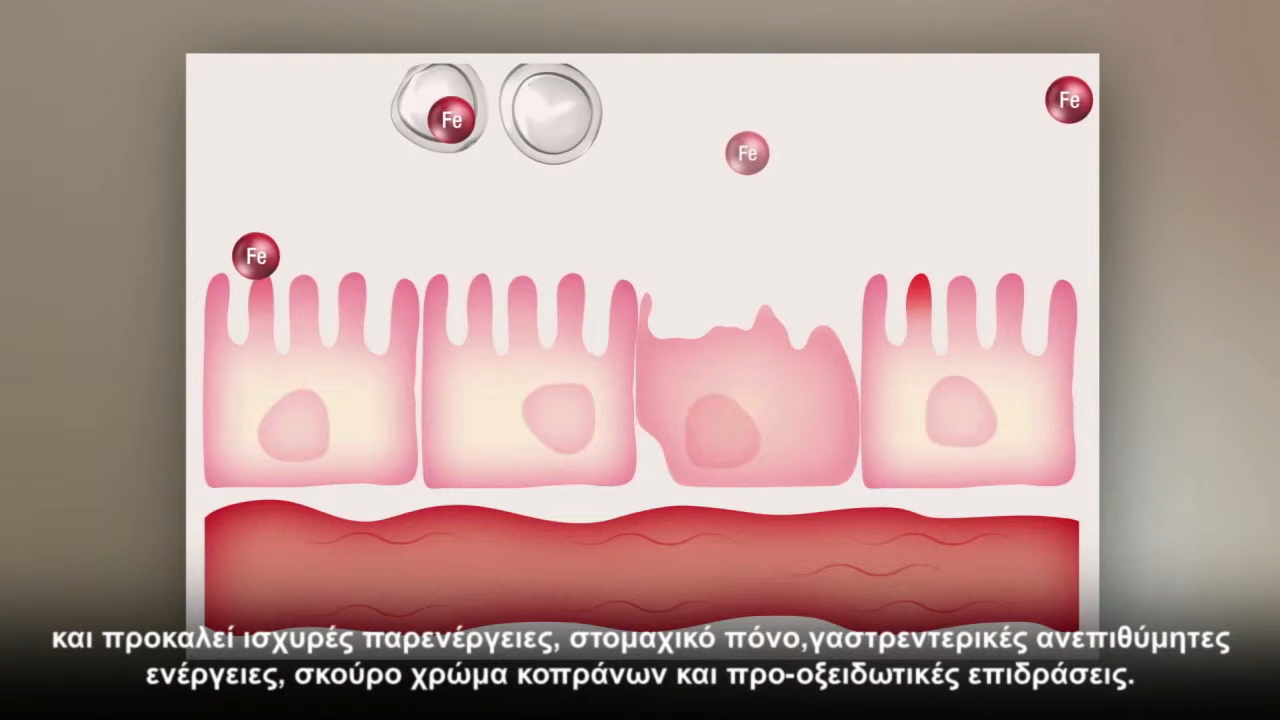 Fe
Fe
Fe
Fe
και προκαλεί ισχυρές παρενέργειες, στομαχικό πόνο,γαστρεντερικές ανεπιθύμητες
ενέργειες, σκούρο χρώμα κοπράνων και προ-οξειδωτικές επιδράσεις.